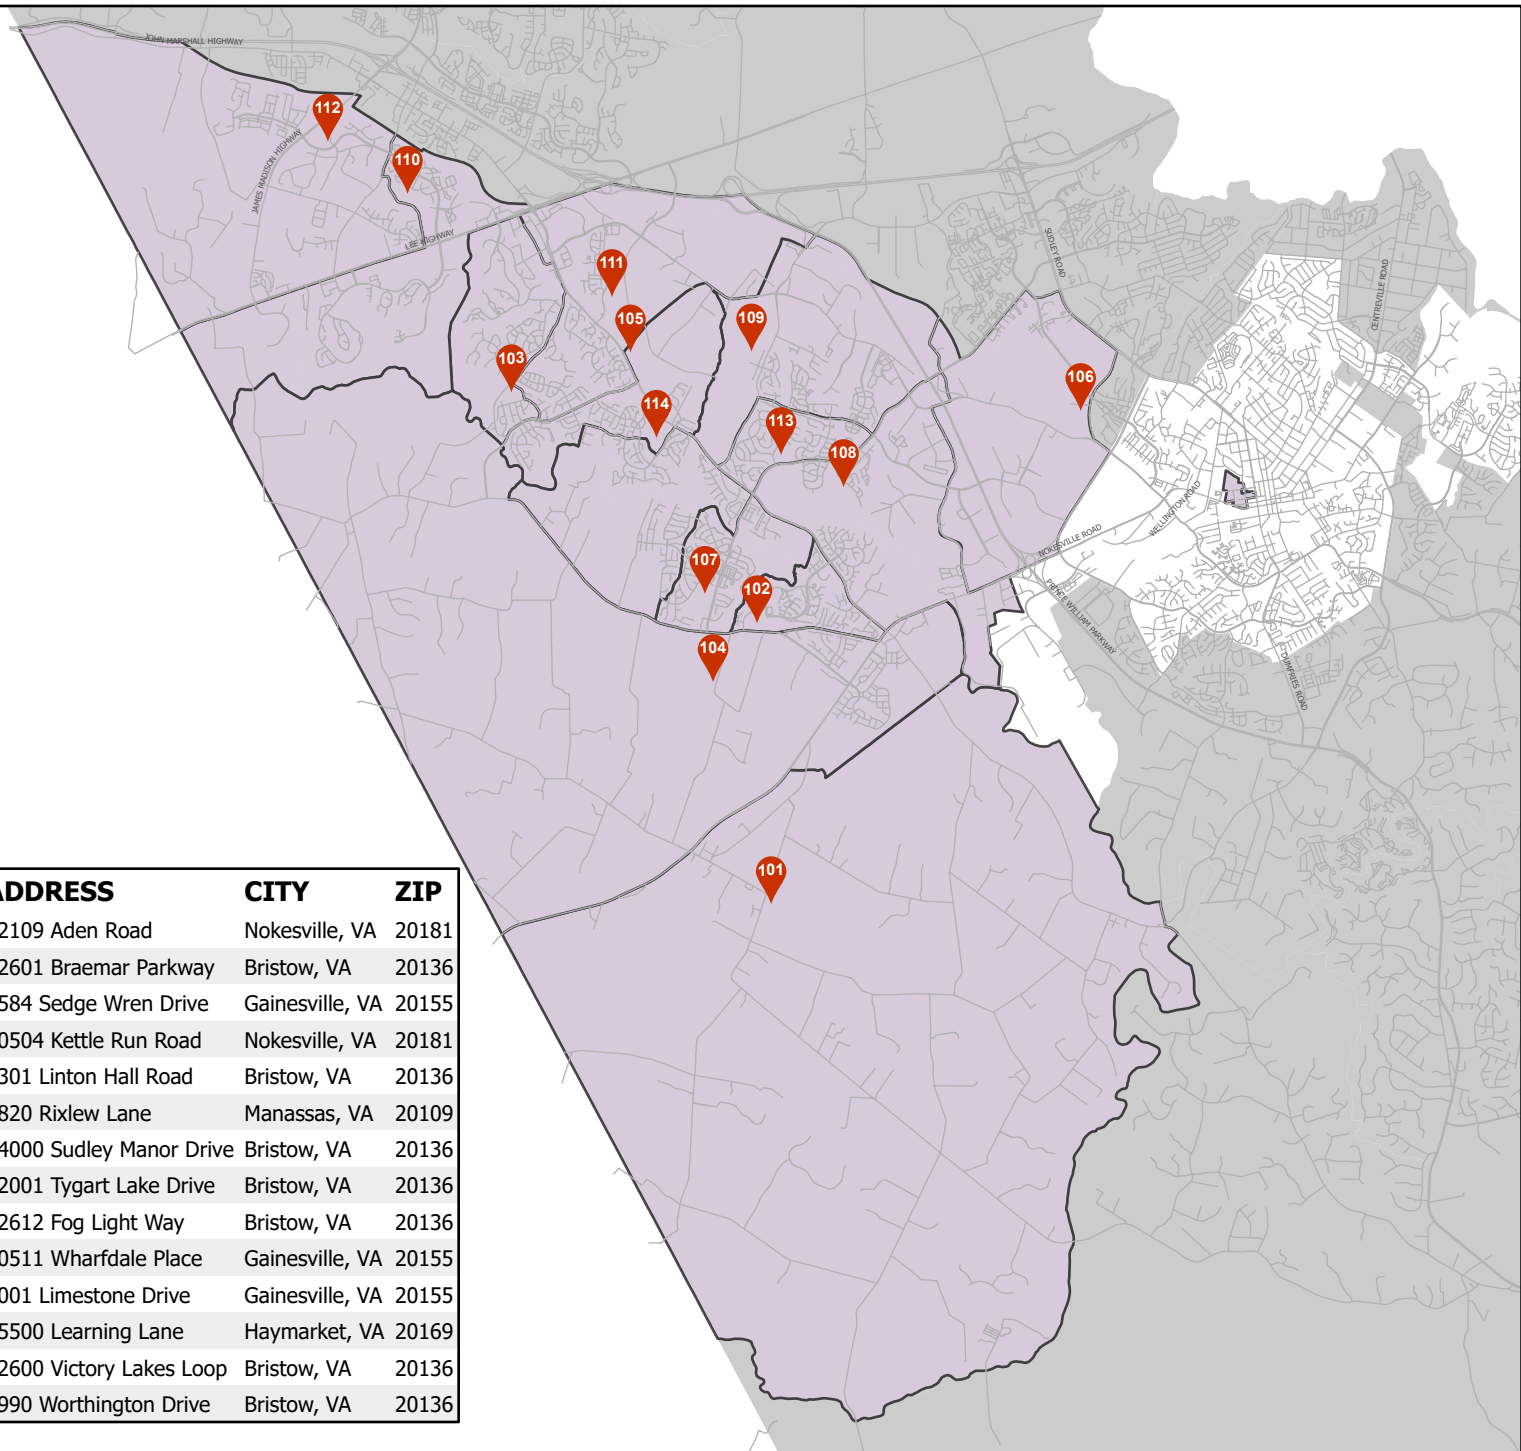 JOHN MARSHALL HIGHWAY
112
JAMES MADISON HIGHWAY
110
LEE HIGHWAY
SUDLEY ROAD
111
CENTREVILLE ROAD
105
109
103
106
114
113
108
WELLINGTON ROAD
NOKESVILLE ROAD
107
102
PRINCE WILLIAM PARKWAY
104
DUMFRIES ROAD
101
ADDRESS CITY ZIP
2109 Aden Road Nokesville, VA 20181
2601 Braemar Parkway Bristow, VA 20136
584 Sedge Wren Drive Gainesville, VA 20155
0504 Kettle Run Road Nokesville, VA 20181
301 Linton Hall Road Bristow, VA 20136
820 Rixlew Lane Manassas, VA 20109
4000 Sudley Manor Drive Bristow, VA 20136
2001 Tygart Lake Drive Bristow, VA 20136
2612 Fog Light Way Bristow, VA 20136
0511 Wharfdale Place Gainesville, VA 20155
001 Limestone Drive Gainesville, VA 20155
5500 Learning Lane Haymarket, VA 20169
2600 Victory Lakes Loop Bristow, VA 20136
990 Worthington Drive Bristow, VA 20136